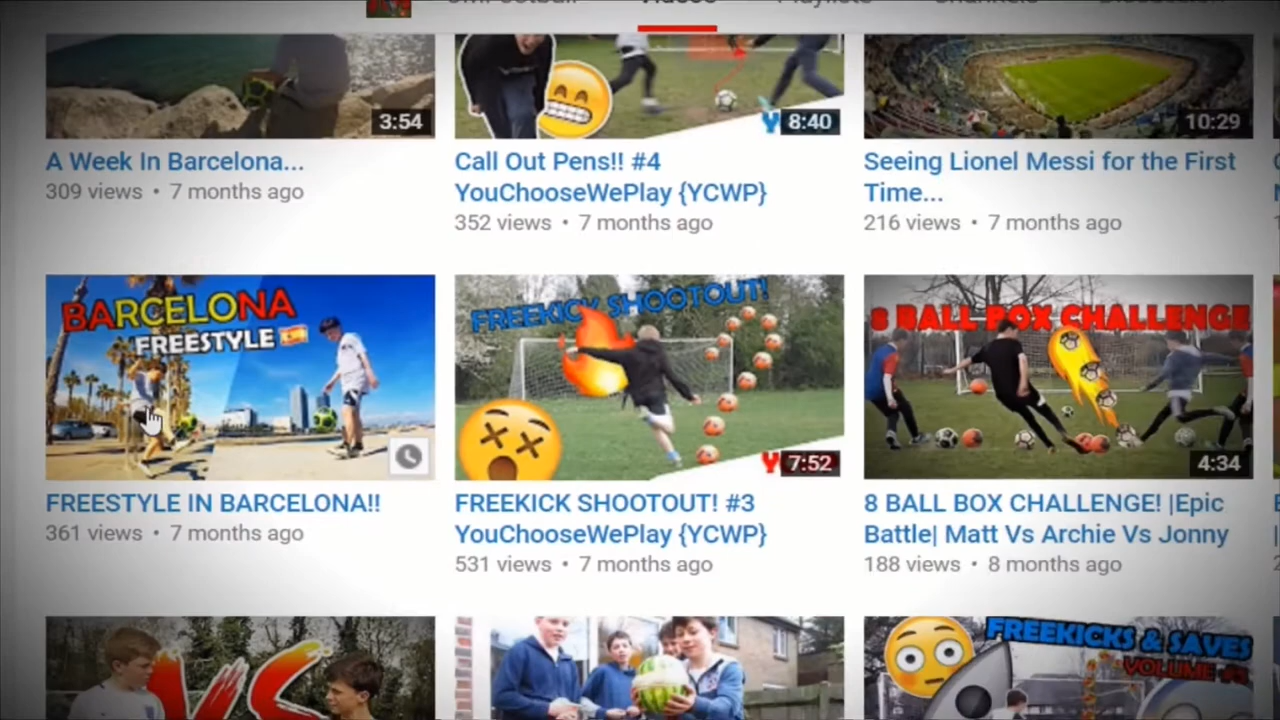 Videos
3:54
8:40
10:29
A Week In Barcelona...
309 views • 7 months ago
Call Out Pens!! #4
YouChooseWePlay {YCWP}
352 views • 7 months ago
Seeing Lionel Messi for the First
Time...
216 views • 7 months ago
BARCELONA
FREESTYLE
FREEKICK SHOOTOUT!
7:52
8 BALL BOX CHALLENGE
4:34
FREESTYLE IN BARCELONA!!
361 views • 7 months ago
FREEKICK SHOOTOUT! #3
YouChooseWePlay {YCWP}
531 views • 7 months ago
8 BALL BOX CHALLENGE! |Epic
Battle| Matt Vs Archie Vs Jonny
188 views • 8 months ago
VS
FREEKICKS & SAVES